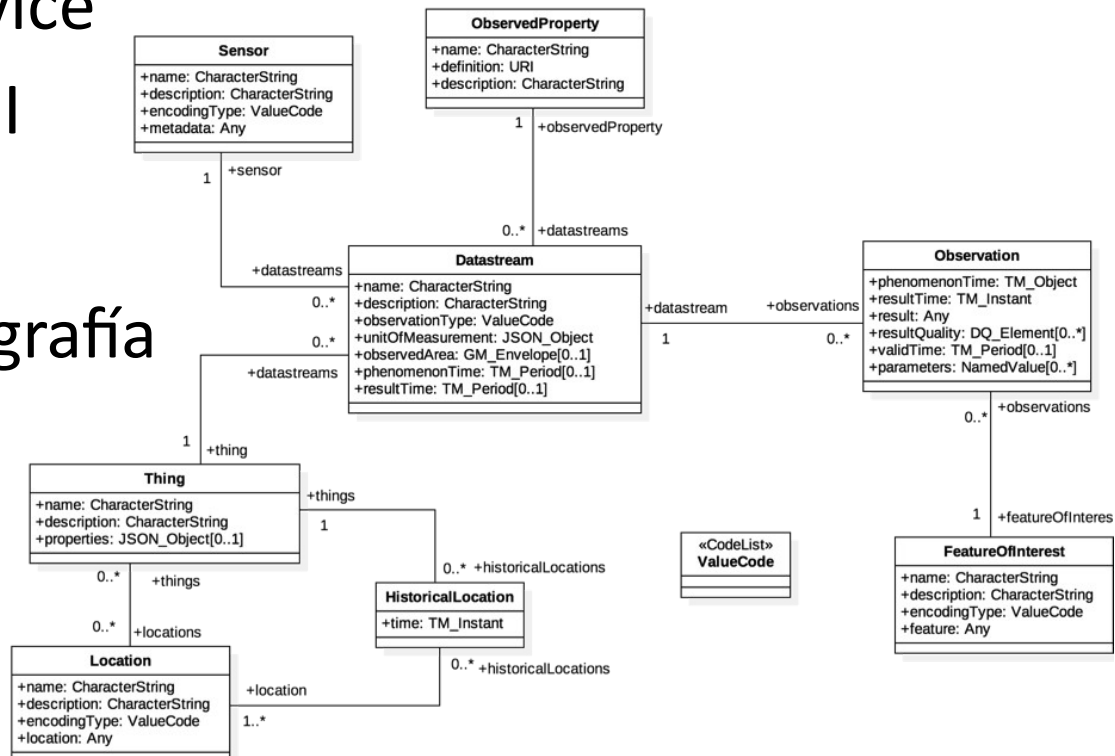 ObservedProperty
+name: CharacterString
+definition: URI
+description: CharacterString
Sensor
+name: CharacterString
+description: CharacterString
+encodingType: ValueCode
+metadata: Any
1
+observedProperty
1
+sensor
0..*
+datastreams
+datastreams
0..*
Datastream
+name: CharacterString
+description: CharacterString
+observationType: ValueCode
+unitOfMeasurement: JSON_Object
+observedArea: GM_Envelope[0..1]
+phenomenonTime: TM_Period[0..1]
+resultTime: TM_Period[0..1]
+datastream
1
+observations
0..*
Observation
+phenomenonTime: TM_Object
+resultTime: TM_Instant
+result: Any
+resultQuality: DQ_Element[0..*]
+validTime: TM_Period[0..1]
+parameters: NamedValue[0..*]
grafía
0..*
+datastreams
1
+thing
0..*
+observations
1
+featureOfInteres
Thing
+name: CharacterString
+description: CharacterString
+properties: JSON_Object[0..1]
+things
1
0..*
+historicalLocations
HistoricalLocation
+time: TM_Instant
0..*
+historicalLocations
«CodeList»
ValueCode
FeatureOfInterest
+name: CharacterString
+description: CharacterString
+encodingType: ValueCode
+feature: Any
0..*
+things
0..*
+locations
Location
+name: CharacterString
+description: CharacterString
+encodingType: ValueCode
+location: Any
+location
1..*